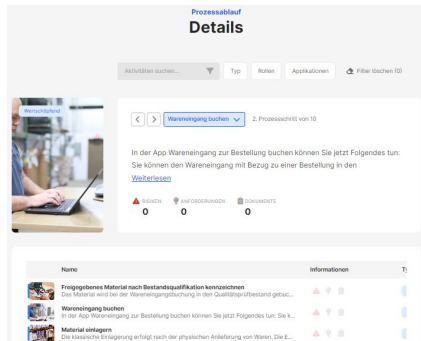 Prozessablauf
Details
Aktivitäten suchen...
Typ
Rollen
Applikationen
Filter löschen (0)
Wertschöpfend
Wareneingang buchen
2. Prozessschritt von 10
In der App Wareneingang zur Bestellung buchen können Sie jetzt Folgendes tun:
Sie können den Wareneingang mit Bezug zu einer Bestellung in den
Weiterlesen
RISIKEN
0
ANFORDERUNGEN
0
DOKUMENTE
0
Name
Informationen
Ty
Freigegebenes Material nach Bestandsqualifikation kennzeichnen
Das Material wird bei der Wareneingangsbuchung in den Qualitätsprüfbestand gebuc...
Wareneingang buchen
In der App Wareneingang zur Bestellung buchen können Sie jetzt Folgendes tun: Sie k...
Material einlagern
Die klassische Einlagerung erfolgt nach der physischen Anlieferung von Waren. Die E...